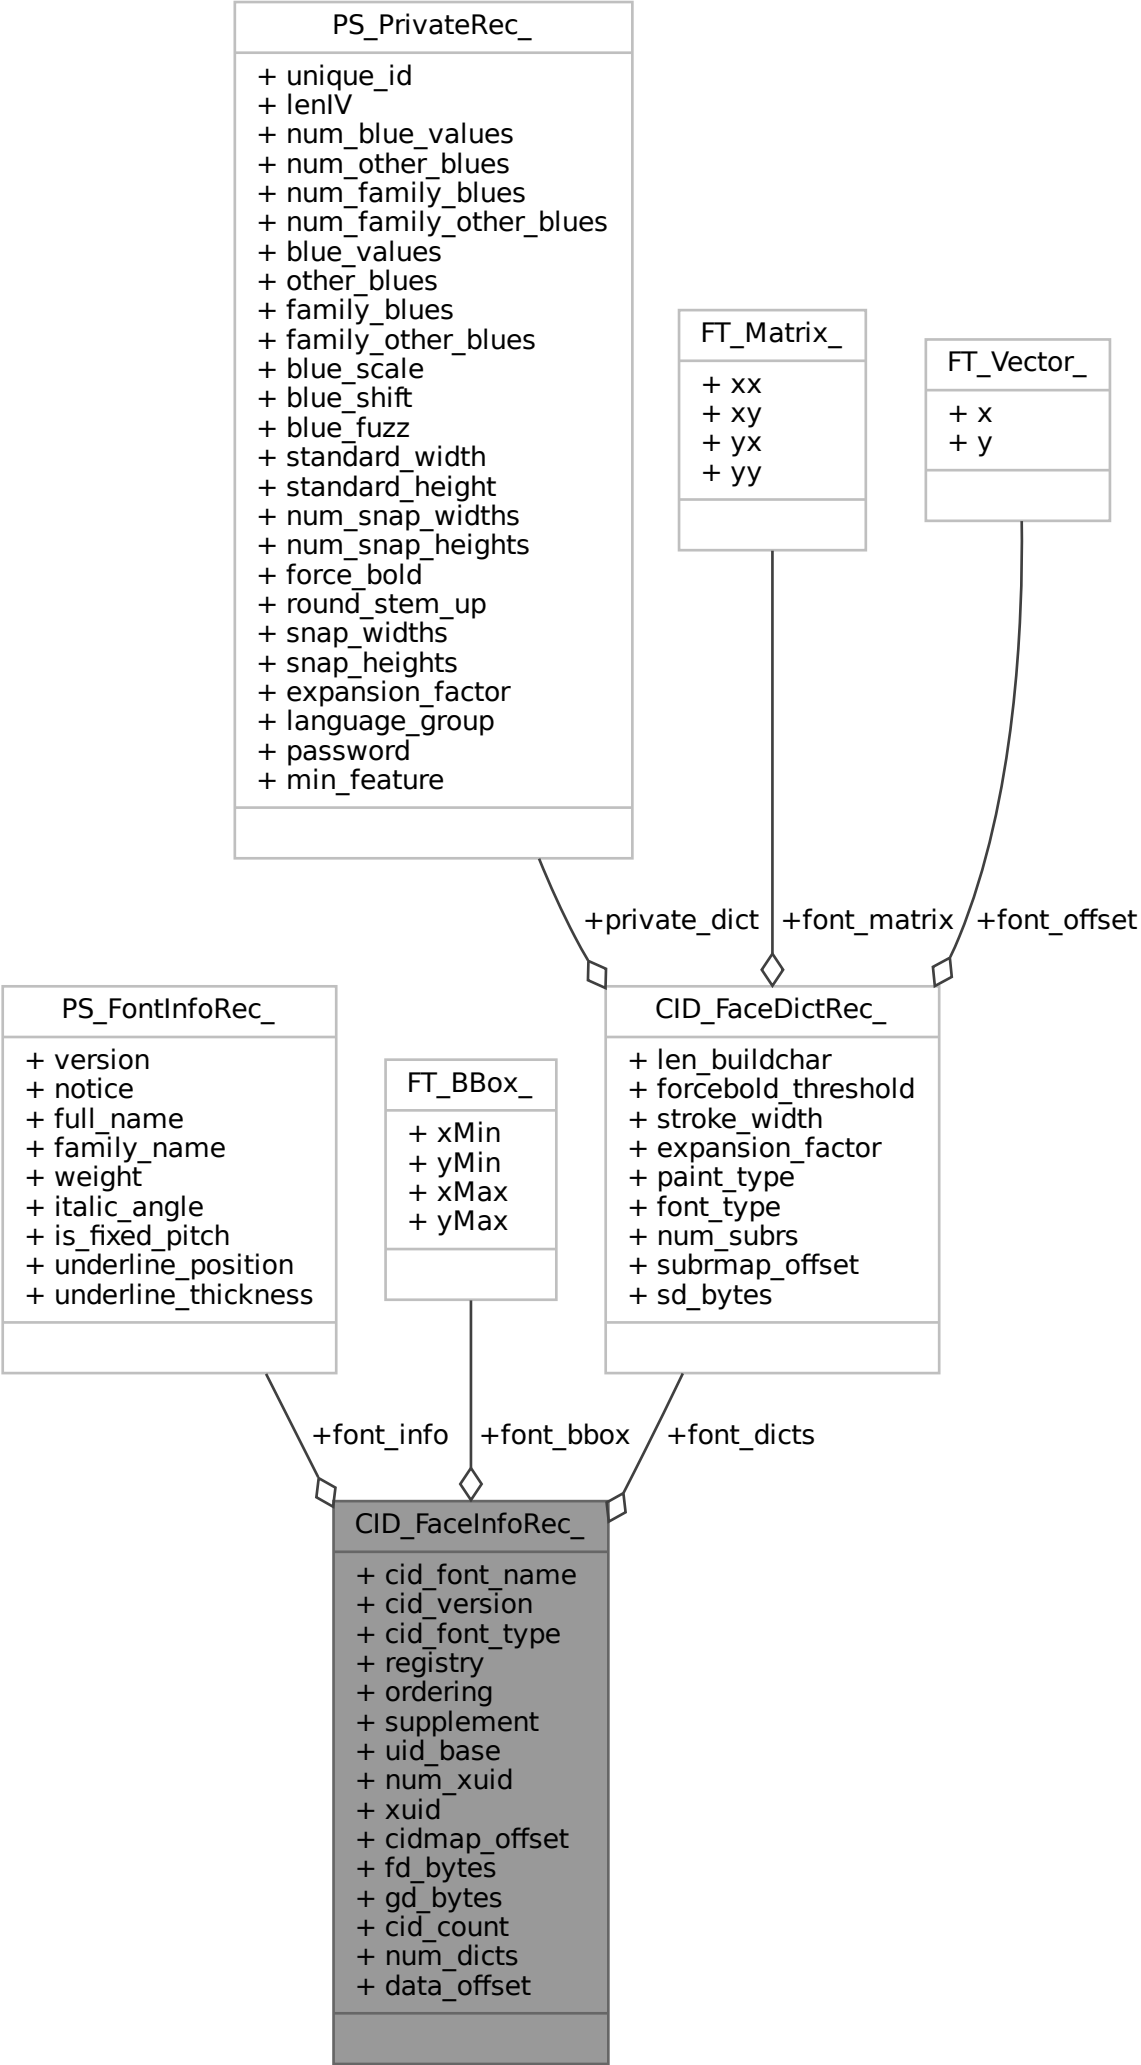 PS_PrivateRec_
+ unique_id
+ lenIV
+ num_blue_values
+ num_other_blues
+ num_family_blues
+ num_family_other_blues
+ blue_values
+ other_blues
+ family_blues
+ family_other_blues
+ blue_scale
+ blue_shift
+ blue_fuzz
+ standard_width
+ standard_height
+ num_snap_widths
+ num_snap_heights
+ force_bold
+ round_stem_up
+ snap_widths
+ snap_heights
+ expansion_factor
+ language_group
+ password
+ min_feature
FT_Matrix_
+ xx
+ xy
+ yx
+ yy
FT_Vector_
+ x
+ y
+private_dict
+font_matrix
+font_offset
PS_FontInfoRec_
+ version
+ notice
+ full_name
+ family_name
+ weight
+ italic_angle
+ is_fixed_pitch
+ underline_position
+ underline_thickness
FT_BBox_
+ xMin
+ yMin
+ xMax
+ yMax
CID_FaceDictRec_
+ len_buildchar
+ forcebold_threshold
+ stroke_width
+ expansion_factor
+ paint_type
+ font_type
+ num_subrs
+ subrmap_offset
+ sd_bytes
+font_info
+font_bbox
+font_dicts
CID_FaceInfoRec_
+ cid_font_name
+ cid_version
+ cid_font_type
+ registry
+ ordering
+ supplement
+ uid_base
+ num_xuid
+ xuid
+ cidmap_offset
+ fd_bytes
+ gd_bytes
+ cid_count
+ num_dicts
+ data_offset